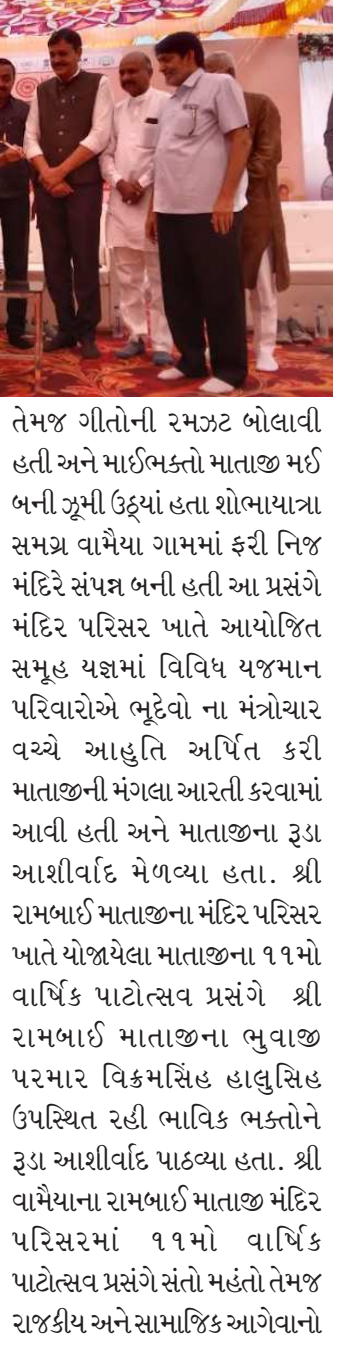 તેમજ ગીતોની રમઝટ બોલાવી
હતી અને માઈભક્તો માતાજી મઈ
બની ઝૂમી ઉઠ્યાં હતા શોભાયાત્રા
સમગ્ર વામૈયા ગામમાં ફરી નિજ
મંદિરે સંપન્ન બની હતી આ પ્રસંગે
મંદિર પરિસર ખાતે આયોજિત
સમૂહ યજ્ઞમાં વિવિધ યજમાન
પરિવારોએ ભૂદેવો ના મંત્રોચાર
વચ્ચે આહુતિ અર્પિત કરી
માતાજીની મંગલા આરતી કરવામાં
આવી હતી અને માતાજીના રૂડા
આશીર્વાદ મેળવ્યા હતા. શ્રી
રામબાઈ માતાજીના મંદિર પરિસર
ખાતે યોજાયેલા માતાજીના ૧૧મો
વાર્ષિક પાટોત્સવ પ્રસંગે શ્રી
રામબાઈ માતાજીના ભુવાજી
પરમાર વિક્રમસિંહ હાલુસિહ
ઉપસ્થિત રહી ભાવિક ભક્તોને
રૂડા આશીર્વાદ પાઠવ્યા હતા. શ્રી
વામૈયાના રામબાઈ માતાજી મંદિર
પરિસરમાં ૧૧મો વાર્ષિક
પાટોત્સવ પ્રસંગે સંતો મહંતો તેમજ
રાજકીય અને સામાજિક આગેવાનો